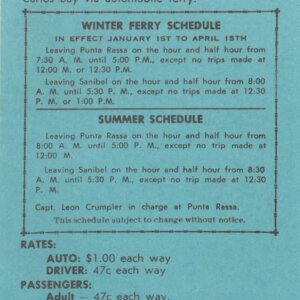 Carlos Bay via automobile ferry.
WINTER FERRY SCHEDULE
IN EFFECT JANUARY 1ST TO APRIL 15TH
Leaving Punta Rassa on the hour and half hour from
7:30 A. M. until 5:00 P.M., except no trips made at
12:00 M. or 12:30 P.M.
Leaving Sanibel on the hour and half hour from 8:00
A. M. until 5:30 P. M., except no trips made at 12:30
P. M. or 1:00 P.M.
SUMMER SCHEDULE
Leaving Punta Rassa on the hour and half hour from
8:00 A. M. until 5:00 P. M., except no trips made at
12:00 M.
Leaving Sanibel on the hour and half hour from 8:30
A. M. until 5:30 P. M., except no trips made at 12:30
P. M.
Capt. Leon Crumpler in charge at Punta Rassa.
This schedule subject to change without notice.
RATES:
AUTO: $1.00 each way
DRIVER: 47c each way
PASSENGERS:
Adult — 47c each way.